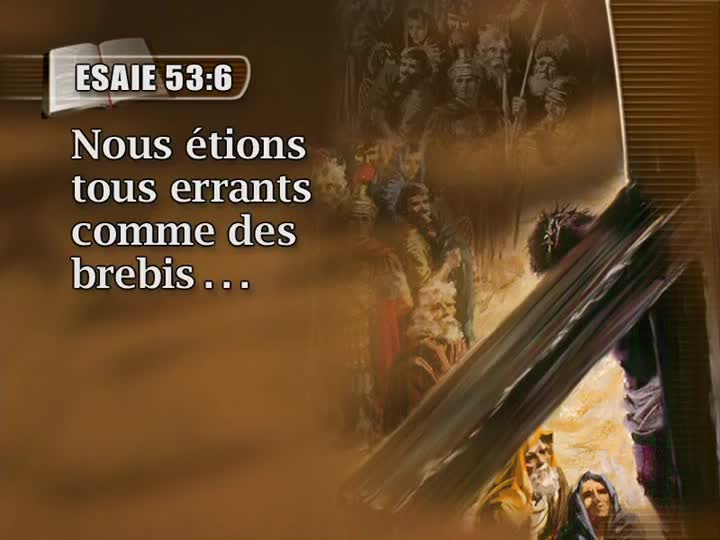 ESAIE 53:6
Nous étions
tous errants
comme des
brebis . . .